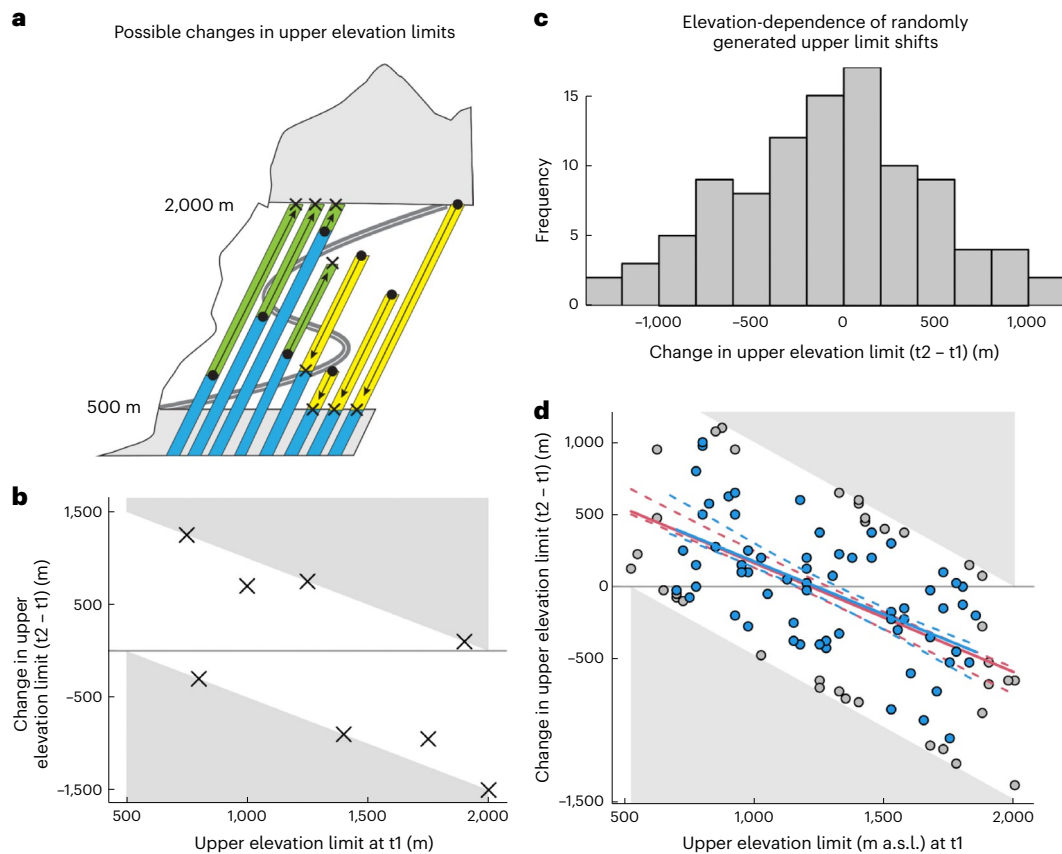 a
Possible changes in upper elevation limits
2,000 m
500 m
b
Change in upper
elevation limit (t2 – t1) (m)
1,500
500
–500
–1,500
500
1,000
1,500
2,000
Upper elevation limit at t1 (m)
c
Elevation-dependence of randomly
generated upper limit shifts
Frequency
15
10
5
0
–1,000
–500
0
500
1,000
Change in upper elevation limit (t2 – t1) (m)
d
Change in upper elevation limit (t2 – t1) (m)
1,000
500
0
–500
–1,500
500
1,000
1,500
2,000
Upper elevation limit (m a.s.l.) at t1